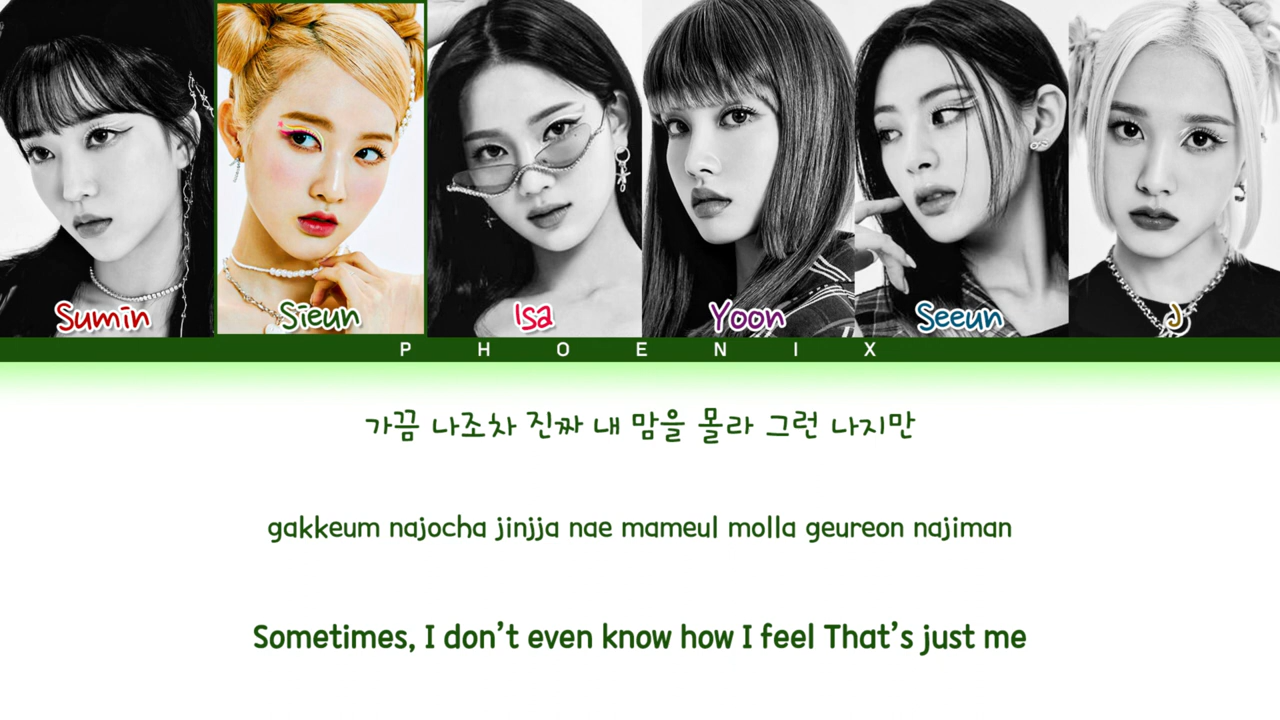 Sumin Sieun Isa Yoon Seeun J
PHOENIX
가끔 나조차 진짜 내 맘을 몰라 그런 나지만
gakkeum najocha jinjja nae mameul molla geureon najiman
Sometimes, I don't even know how I feel That's just me